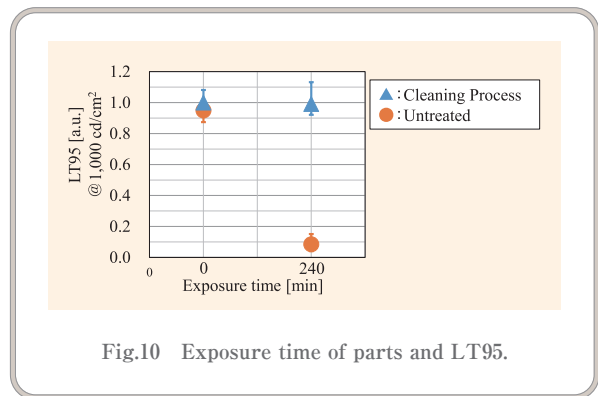 1.2
1.0
0.8
0.6
0.4
0.2
0.0
LT95 [a.u.]
@ 1,000 cd/cm²
0
0
240
Exposure time [min]
▲ : Cleaning Process
● : Untreated
Fig.10 Exposure time of parts and LT95.